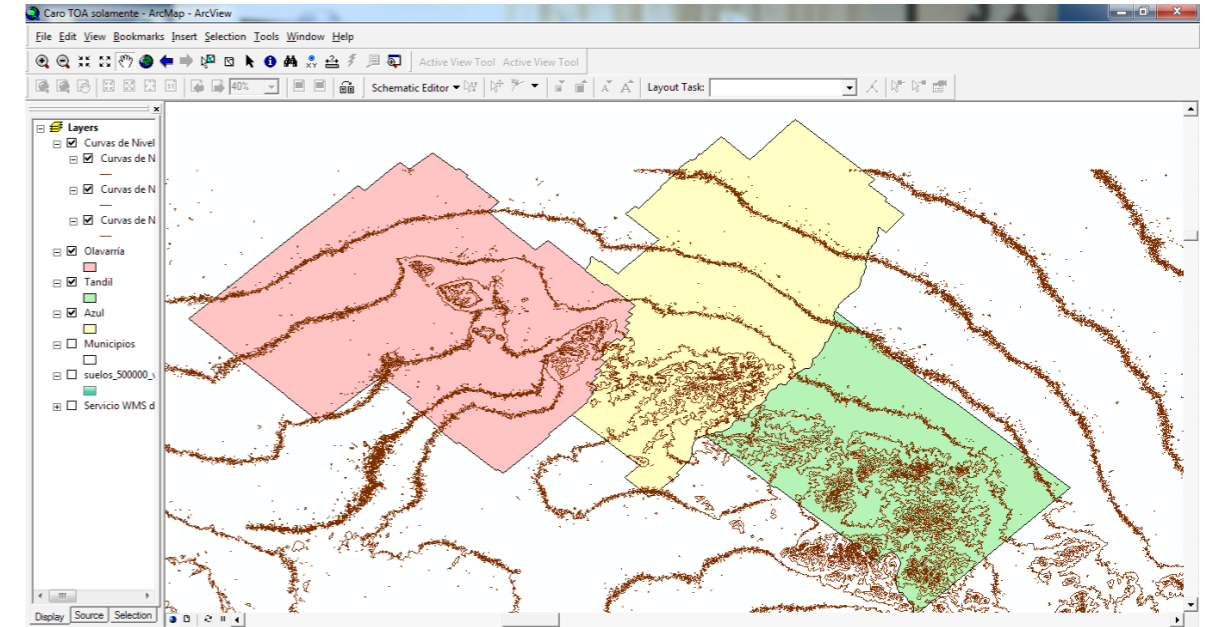 Caro TOA solamente - ArcMap - ArcView
File Edit View Bookmarks Insert Selection Tools Window Help
Active View Tool Active View Tool
40% Schematic Editor Layout Task:
Layers
Curvas de Nivel
Curvas de N
Curvas de N
Curvas de N
Olavarría
Tandil
Azul
Municipios
suelos_500000_v
Servicio WMS d
Display Source Selection